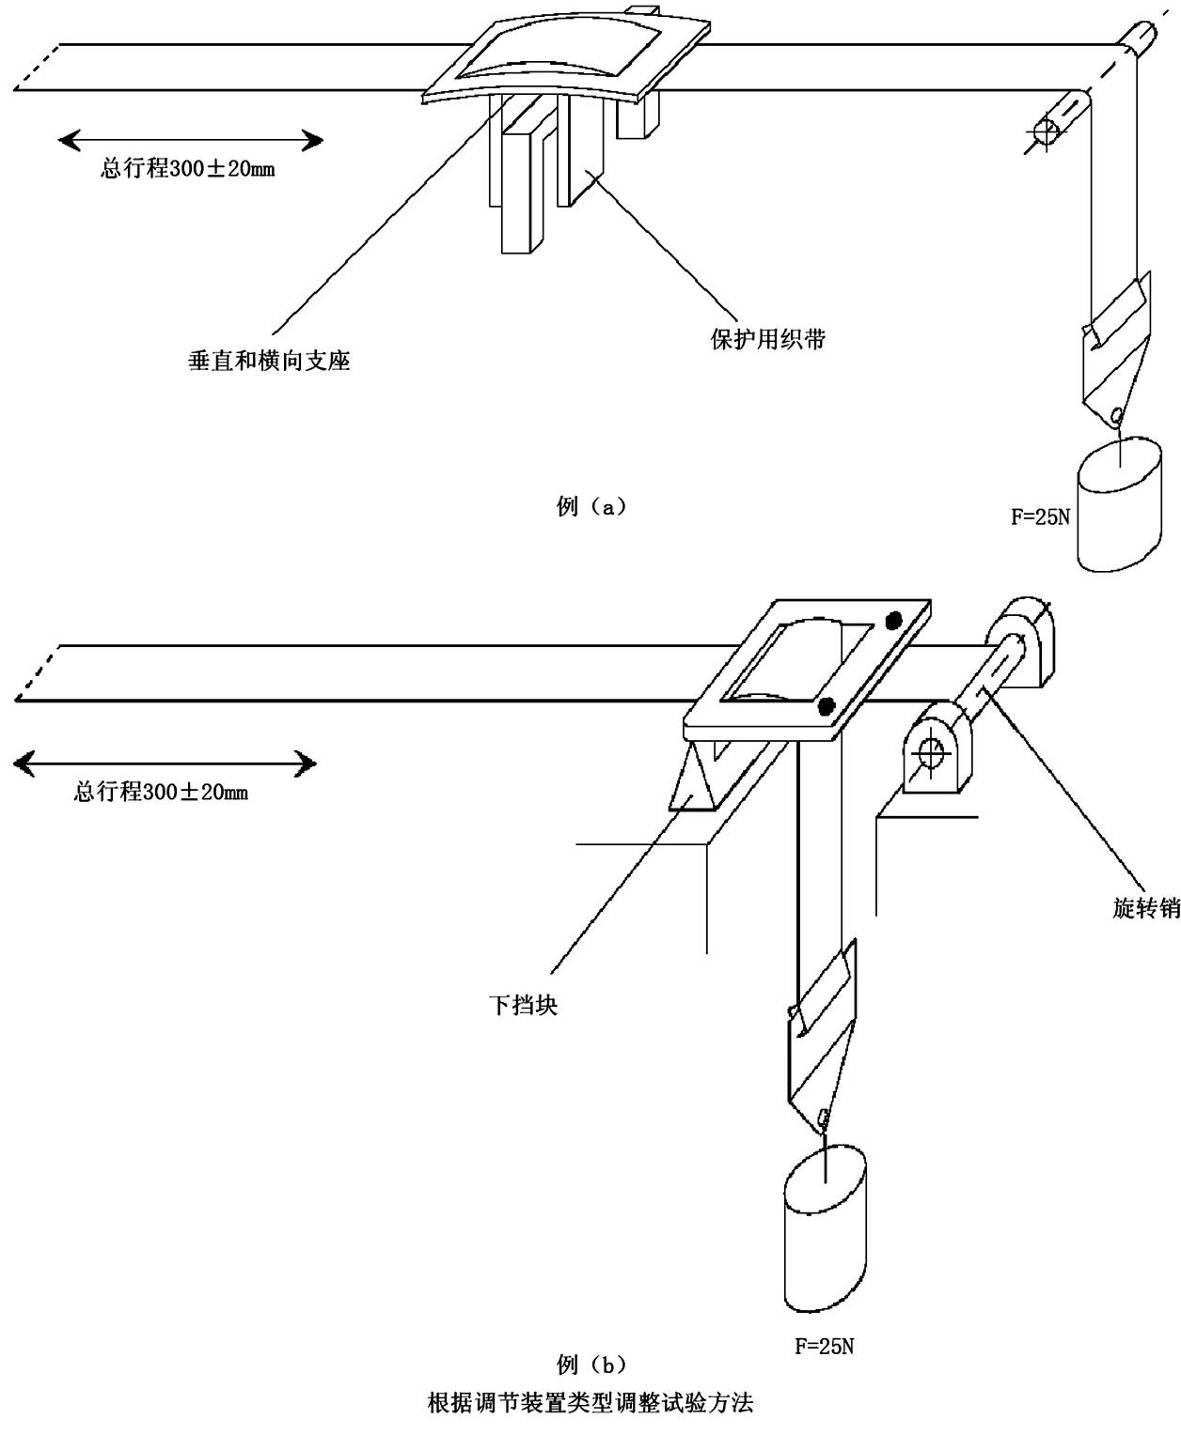 总行程300±20mm
垂直和横向支座
保护用织带
例（a）
F=25N
总行程300±20mm
旋转销
下挡块
F=25N
例（b）
根据调节装置类型调整试验方法